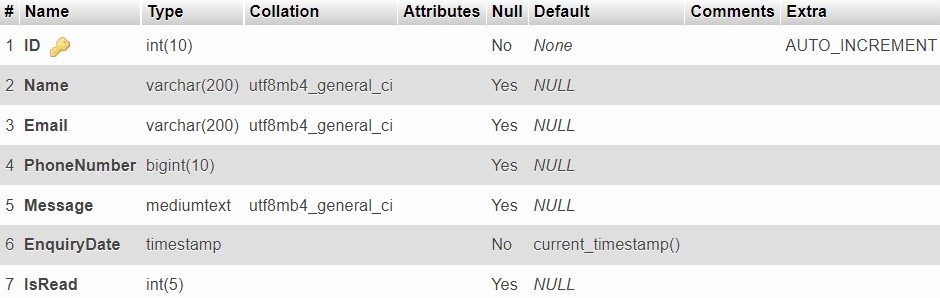 # Name Type Collation Attributes Null Default Comments Extra
1 ID int(10) No None AUTO_INCREMENT
2 Name varchar(200) utf8mb4_general_ci Yes NULL
3 Email varchar(200) utf8mb4_general_ci Yes NULL
4 PhoneNumber bigint(10) Yes NULL
5 Message mediumtext utf8mb4_general_ci Yes NULL
6 EnquiryDate timestamp No current_timestamp()
7 IsRead int(5) Yes NULL